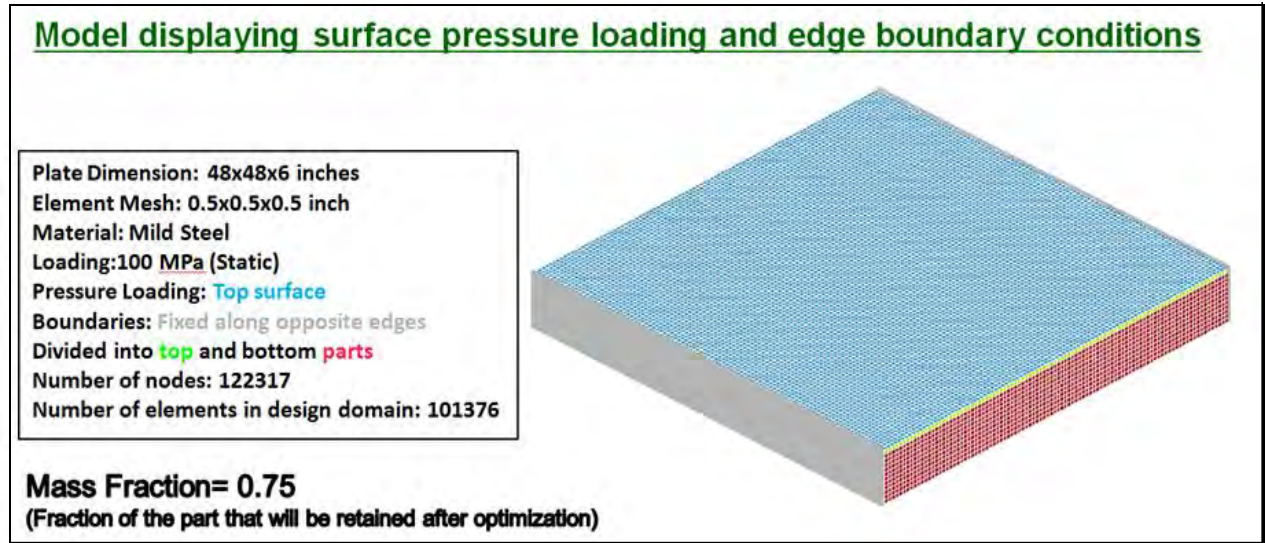 Model displaying surface pressure loading and edge boundary conditions
Plate Dimension: 48x48x6 inches
Element Mesh: 0.5x0.5x0.5 inch
Material: Mild Steel
Loading:100 MPa (Static)
Pressure Loading: Top surface
Boundaries: Fixed along opposite edges
Divided into top and bottom parts
Number of nodes: 122317
Number of elements in design domain: 101376
Mass Fraction= 0.75
(Fraction of the part that will be retained after optimization)